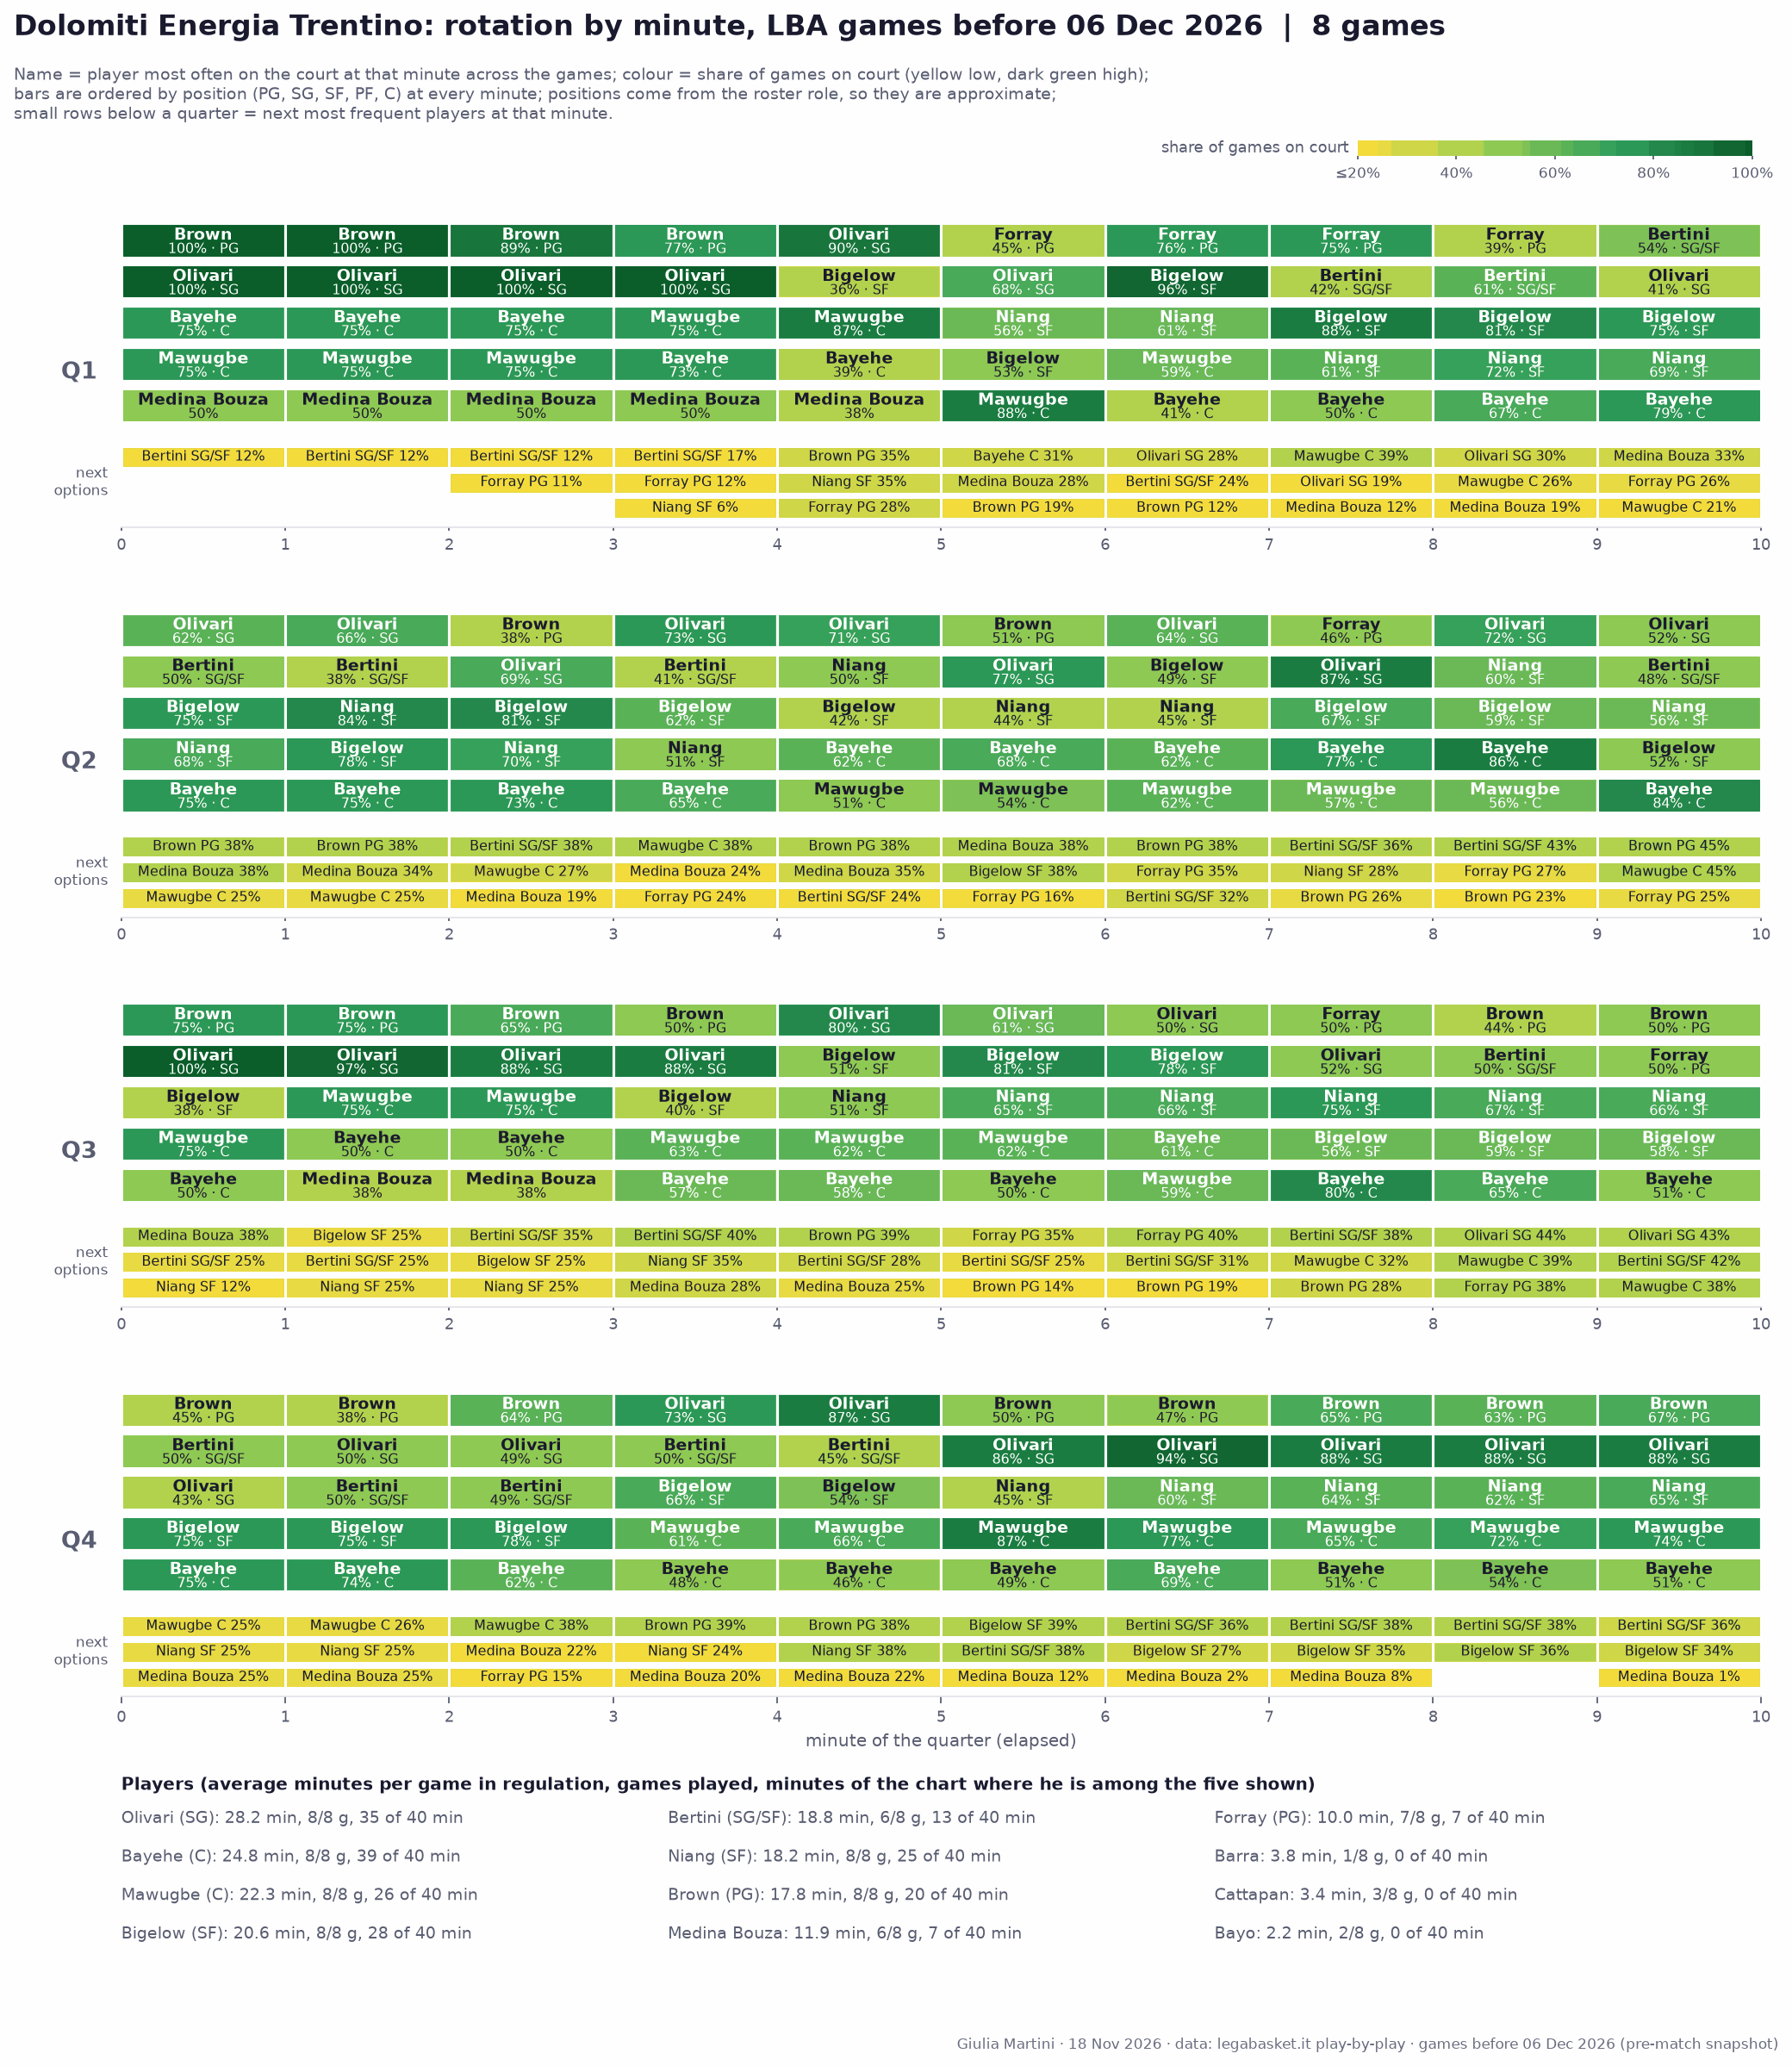 Dolomiti Energia Trentino: rotation by minute, LBA games before 06 Dec 2026 | 8 games
Name = player most often on the court at that minute across the games; colour = share of games on court (yellow low, dark green high);
bars are ordered by position (PG, SG, SF, PF, C) at every minute; positions come from the roster role, so they are approximate;
small rows below a quarter = next most frequent players at that minute.
share of games on court
≤20% 40% 60% 80% 100%
Brown Brown Brown Brown Olivari Forray Forray Forray Forray Bertini
100% · PG 100% · PG 89% · PG 77% · PG 90% · SG 45% · PG 76% · PG 75% · PG 39% · PG 54% · SG/SF
Olivari Olivari Olivari Olivari Bigelow Olivari Bigelow Bertini Bertini Olivari
100% · SG 100% · SG 100% · SG 100% · SG 36% · SF 68% · SG 96% · SF 42% · SG/SF 61% · SG/SF 41% · SG
Bayehe Bayehe Bayehe Mawugbe Mawugbe Niang Niang Bigelow Bigelow Bigelow
75% · C 75% · C 75% · C 75% · C 87% · C 56% · SF 61% · SF 88% · SF 81% · SF 75% · SF
Q1
Mawugbe Mawugbe Mawugbe Bayehe Bayehe Bigelow Mawugbe Niang Niang Niang
75% · C 75% · C 75% · C 73% · C 39% · C 53% · SF 59% · C 61% · SF 72% · SF 69% · SF
Medina Bouza Medina Bouza Medina Bouza Medina Bouza Medina Bouza Mawugbe Bayehe Bayehe Bayehe Bayehe
50% 50% 50% 50% 38% 88% · C 41% · C 50% · C 67% · C 79% · C
next
options
Bertini SG/SF 12% Bertini SG/SF 12% Bertini SG/SF 12% Bertini SG/SF 17% Brown PG 35% Bayehe C 31% Olivari SG 28% Mawugbe C 39% Olivari SG 30% Medina Bouza 33%
Forray PG 11% Forray PG 12% Niang SF 35% Medina Bouza 28% Bertini SG/SF 24% Olivari SG 19% Mawugbe C 26% Forray PG 26%
Niang SF 6% Forray PG 28% Brown PG 19% Brown PG 12% Medina Bouza 12% Medina Bouza 19% Mawugbe C 21%
0 1 2 3 4 5 6 7 8 9 10
Olivari Olivari Brown Olivari Olivari Brown Olivari Forray Olivari Olivari
62% · SG 66% · SG 38% · PG 73% · SG 71% · SG 51% · PG 64% · SG 46% · PG 72% · SG 52% · SG
Bertini Bertini Olivari Bertini Niang Olivari Bigelow Olivari Niang Bertini
50% · SG/SF 38% · SG/SF 69% · SG 41% · SG/SF 50% · SF 77% · SG 49% · SF 87% · SG 60% · SF 48% · SG/SF
Bigelow Niang Bigelow Bigelow Bigelow Niang Niang Bigelow Bigelow Niang
75% · SF 84% · SF 81% · SF 62% · SF 42% · SF 44% · SF 45% · SF 67% · SF 59% · SF 56% · SF
Q2
Niang Bigelow Niang Niang Bayehe Bayehe Bayehe Bayehe Bayehe Bigelow
68% · SF 78% · SF 70% · SF 51% · SF 62% · C 68% · C 62% · C 77% · C 86% · C 52% · SF
Bayehe Bayehe Bayehe Bayehe Mawugbe Mawugbe Mawugbe Mawugbe Mawugbe Bayehe
75% · C 75% · C 73% · C 65% · C 51% · C 54% · C 62% · C 57% · C 56% · C 84% · C
next
options
Brown PG 38% Brown PG 38% Bertini SG/SF 38% Mawugbe C 38% Brown PG 38% Medina Bouza 38% Brown PG 38% Bertini SG/SF 36% Bertini SG/SF 43% Brown PG 45%
Medina Bouza 38% Medina Bouza 34% Mawugbe C 27% Medina Bouza 24% Medina Bouza 35% Bigelow SF 38% Forray PG 35% Niang SF 28% Forray PG 27% Mawugbe C 45%
Mawugbe C 25% Mawugbe C 25% Medina Bouza 19% Forray PG 24% Bertini SG/SF 24% Forray PG 16% Bertini SG/SF 32% Brown PG 26% Brown PG 23% Forray PG 25%
0 1 2 3 4 5 6 7 8 9 10
Brown Brown Brown Brown Olivari Olivari Olivari Forray Brown Brown
75% · PG 75% · PG 65% · PG 50% · PG 80% · SG 61% · SG 50% · SG 50% · PG 44% · PG 50% · PG
Olivari Olivari Olivari Olivari Bigelow Bigelow Bigelow Olivari Bertini Forray
100% · SG 97% · SG 88% · SG 88% · SG 51% · SF 81% · SF 78% · SF 52% · SG 50% · SG/SF 50% · PG
Bigelow Mawugbe Mawugbe Bigelow Niang Niang Niang Niang Niang Niang
38% · SF 75% · C 75% · C 40% · SF 51% · SF 65% · SF 66% · SF 75% · SF 67% · SF 66% · SF
Q3
Mawugbe Bayehe Bayehe Mawugbe Mawugbe Mawugbe Bayehe Bigelow Bigelow Bigelow
75% · C 50% · C 50% · C 63% · C 62% · C 62% · C 61% · C 56% · SF 59% · SF 58% · SF
Bayehe Medina Bouza Medina Bouza Bayehe Bayehe Bayehe Mawugbe Bayehe Bayehe Bayehe
50% · C 38% 38% 57% · C 58% · C 50% · C 59% · C 80% · C 65% · C 51% · C
next
options
Medina Bouza 38% Bigelow SF 25% Bertini SG/SF 35% Bertini SG/SF 40% Brown PG 39% Forray PG 35% Forray PG 40% Bertini SG/SF 38% Olivari SG 44% Olivari SG 43%
Bertini SG/SF 25% Bertini SG/SF 25% Bigelow SF 25% Niang SF 35% Bertini SG/SF 28% Bertini SG/SF 25% Bertini SG/SF 31% Mawugbe C 32% Mawugbe C 39% Bertini SG/SF 42%
Niang SF 12% Niang SF 25% Niang SF 25% Medina Bouza 28% Medina Bouza 25% Brown PG 14% Brown PG 19% Brown PG 28% Forray PG 38% Mawugbe C 38%
0 1 2 3 4 5 6 7 8 9 10
Brown Brown Brown Olivari Olivari Brown Brown Brown Brown Brown
45% · PG 38% · PG 64% · PG 73% · SG 87% · SG 50% · PG 47% · PG 65% · PG 63% · PG 67% · PG
Bertini Olivari Olivari Bertini Bertini Olivari Olivari Olivari Olivari Olivari
50% · SG/SF 50% · SG 49% · SG 50% · SG/SF 45% · SG/SF 86% · SG 94% · SG 88% · SG 88% · SG 88% · SG
Olivari Bertini Bertini Bigelow Bigelow Niang Niang Niang Niang Niang
43% · SG 50% · SG/SF 49% · SG/SF 66% · SF 54% · SF 45% · SF 60% · SF 64% · SF 62% · SF 65% · SF
Q4
Bigelow Bigelow Bigelow Mawugbe Mawugbe Mawugbe Mawugbe Mawugbe Mawugbe Mawugbe
75% · SF 75% · SF 78% · SF 61% · C 66% · C 87% · C 77% · C 65% · C 72% · C 74% · C
Bayehe Bayehe Bayehe Bayehe Bayehe Bayehe Bayehe Bayehe Bayehe Bayehe
75% · C 74% · C 62% · C 48% · C 46% · C 49% · C 69% · C 51% · C 54% · C 51% · C
next
options
Mawugbe C 25% Mawugbe C 26% Mawugbe C 38% Brown PG 39% Brown PG 38% Bigelow SF 39% Bertini SG/SF 36% Bertini SG/SF 38% Bertini SG/SF 38% Bertini SG/SF 36%
Niang SF 25% Niang SF 25% Medina Bouza 22% Niang SF 24% Niang SF 38% Bertini SG/SF 38% Bigelow SF 27% Bigelow SF 35% Bigelow SF 36% Bigelow SF 34%
Medina Bouza 25% Medina Bouza 25% Forray PG 15% Medina Bouza 20% Medina Bouza 22% Medina Bouza 12% Medina Bouza 2% Medina Bouza 8% Medina Bouza 1%
0 1 2 3 4 5 6 7 8 9 10
minute of the quarter (elapsed)
Players (average minutes per game in regulation, games played, minutes of the chart where he is among the five shown)
Olivari (SG): 28.2 min, 8/8 g, 35 of 40 min Bertini (SG/SF): 18.8 min, 6/8 g, 13 of 40 min Forray (PG): 10.0 min, 7/8 g, 7 of 40 min
Bayehe (C): 24.8 min, 8/8 g, 39 of 40 min Niang (SF): 18.2 min, 8/8 g, 25 of 40 min Barra: 3.8 min, 1/8 g, 0 of 40 min
Mawugbe (C): 22.3 min, 8/8 g, 26 of 40 min Brown (PG): 17.8 min, 8/8 g, 20 of 40 min Cattapan: 3.4 min, 3/8 g, 0 of 40 min
Bigelow (SF): 20.6 min, 8/8 g, 28 of 40 min Medina Bouza: 11.9 min, 6/8 g, 7 of 40 min Bayo: 2.2 min, 2/8 g, 0 of 40 min
Giulia Martini · 18 Nov 2026 · data: legabasket.it play-by-play · games before 06 Dec 2026 (pre-match snapshot)